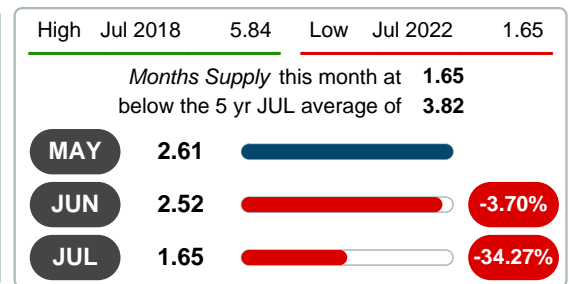 High Jul 2018 5.84 Low Jul 2022 1.65
Months Supply this month at 1.65
below the 5 yr JUL average of 3.82
MAY 2.61
JUN 2.52 -3.70%
JUL 1.65 -34.27%